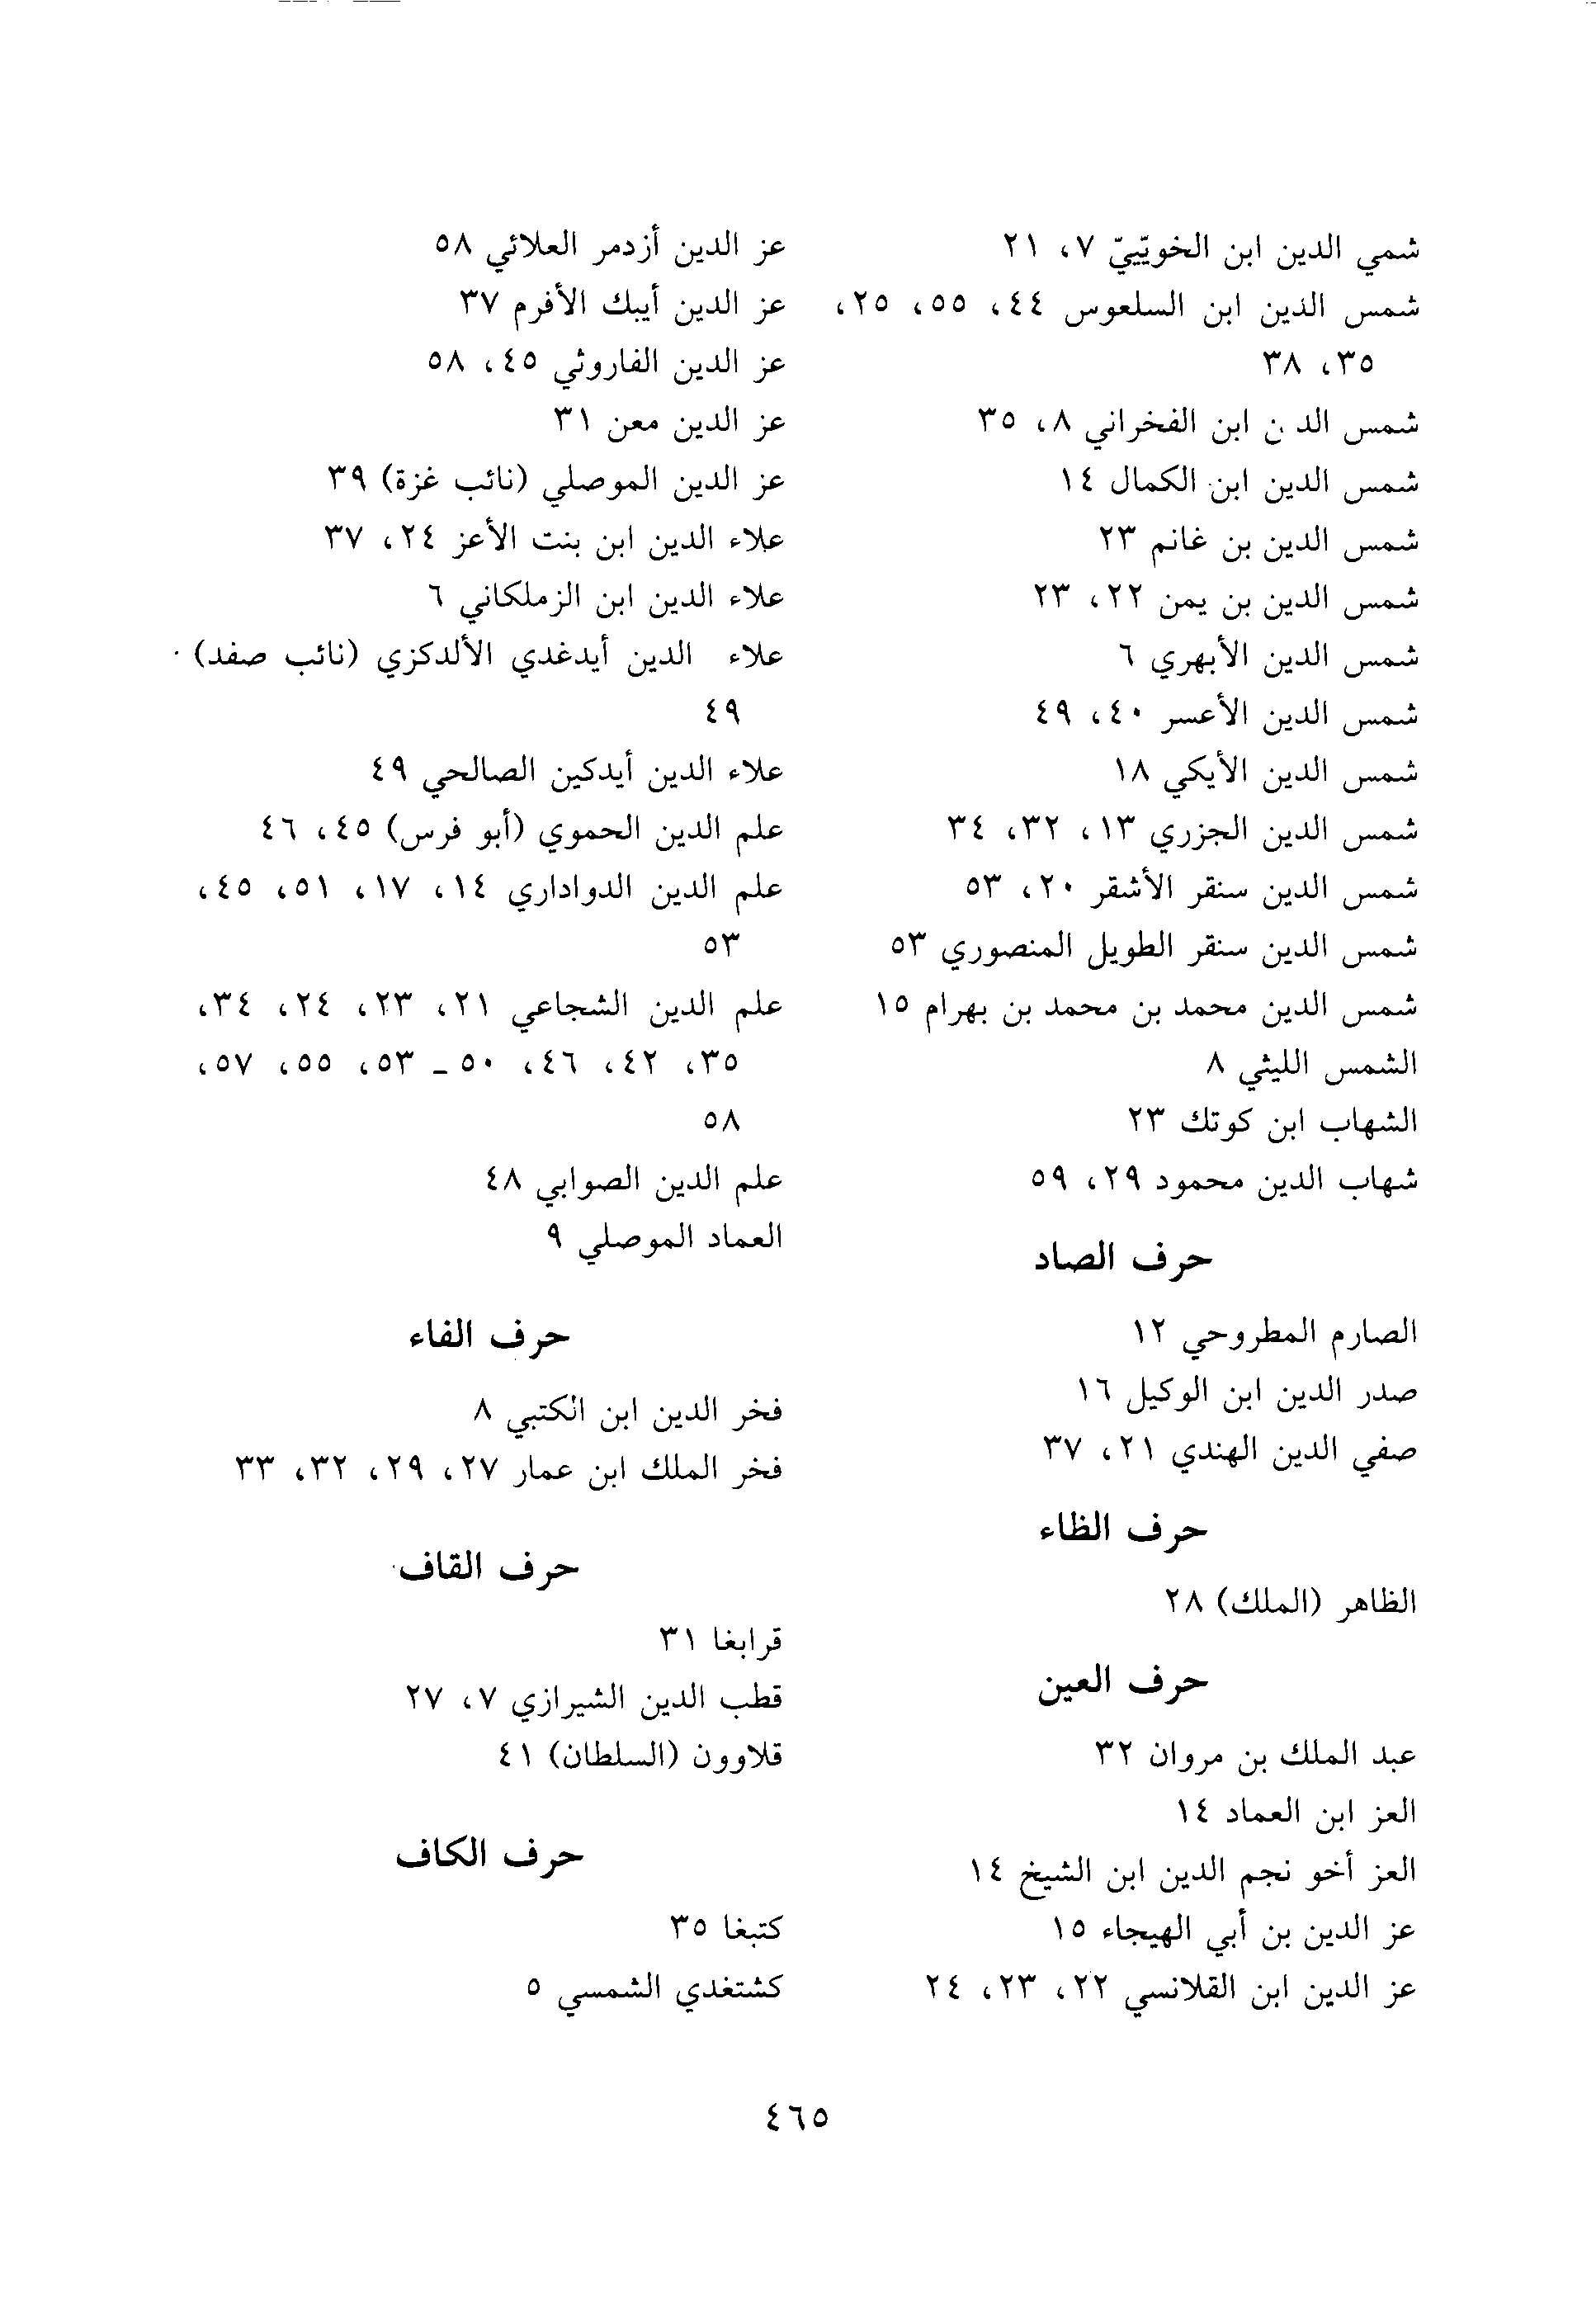 شمي الدين ابن الخويّييّ ٧، ٢١
شمس الدين ابن السلعوس ٤٤، ٥٥، ٢٥،
٣٥، ٣٨
شمس الد ن ابن الفخراني ٨، ٣٥
شمس الدين ابن الكمال ١٤
شمس الدين بن غانم ٢٣
شمس الدين بن يمن ٢٢، ٢٣
شمس الدين الأبهري ٦
شمس الدين الأعسر ٤٠، ٤٩
شمس الدين الأيكي ١٨
شمس الدين الجزري ١٣، ٣٢، ٣٤
شمس الدين سنقر الأشقر ٢٠، ٥٣
شمس الدين سنقر الطويل المنصوري ٥٣
شمس الدين محمد بن محمد بن بهرام ١٥
الشمس الليثي ٨
الشهاب ابن كوتك ٢٣
شهاب الدين محمود ٢٩، ٥٩
حرف الصاد
الصارم المطروحي ١٢
صدر الدين ابن الوكيل ١٦
صفي الدين الهندي ٢١، ٣٧
حرف الظاء
الظاهر (الملك) ٢٨
حرف العين
عبد الملك بن مروان ٣٢
العز ابن العماد ١٤
العز أخو نجم الدين ابن الشيخ ١٤
عز الدين بن أبي الهيجاء ١٥
عز الدين ابن القلانسي ٢٢، ٢٣، ٢٤
عز الدين أزدمر العلائي ٥٨
عز الدين أيبك الأفرم ٣٧
عز الدين الفاروثي ٤٥، ٥٨
عز الدين معن ٣١
عز الدين الموصلي (نائب غزة) ٣٩
علاء الدين ابن بنت الأعز ٢٤، ٣٧
علاء الدين ابن الزملكاني ٦
علاء الدين أيدغدي الألدكزي (نائب صفد)
٤٩
علاء الدين أيدكين الصالحي ٤٩
علم الدين الحموي (أبو فرس) ٤٥، ٤٦
علم الدين الدواداري ١٤، ١٧، ٥١، ٤٥،
٥٣
علم الدين الشجاعي ٢١، ٢٣، ٢٤، ٣٤،
٣٥، ٤٢، ٤٦، ٥٠ ـ ٥٣، ٥٥، ٥٧،
٥٨
علم الدين الصوابي ٤٨
العماد الموصلي ٩
حرف الفاء
فخر الدين ابن الكتبي ٨
فخر الملك ابن عمار ٢٧، ٢٩، ٣٢، ٣٣
حرف القاف
قرابغا ٣١
قطب الدين الشيرازي ٧، ٢٧
قلاوون (السلطان) ٤١
حرف الكاف
كتبغا ٣٥
كشتغدي الشمسي ٥
٤٦٥